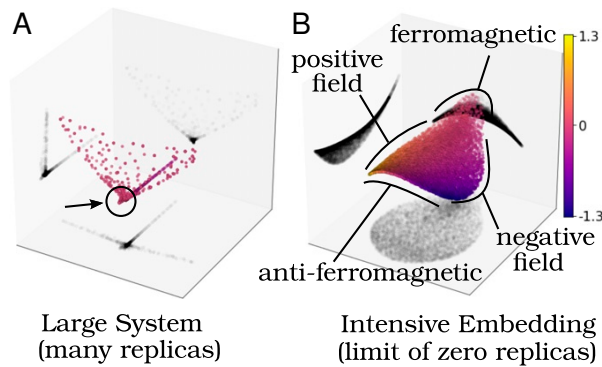 A
B
ferromagnetic
positive
field
1.3
0
-1.3
negative
field
anti-ferromagnetic
Large System
(many replicas)
Intensive Embedding
(limit of zero replicas)